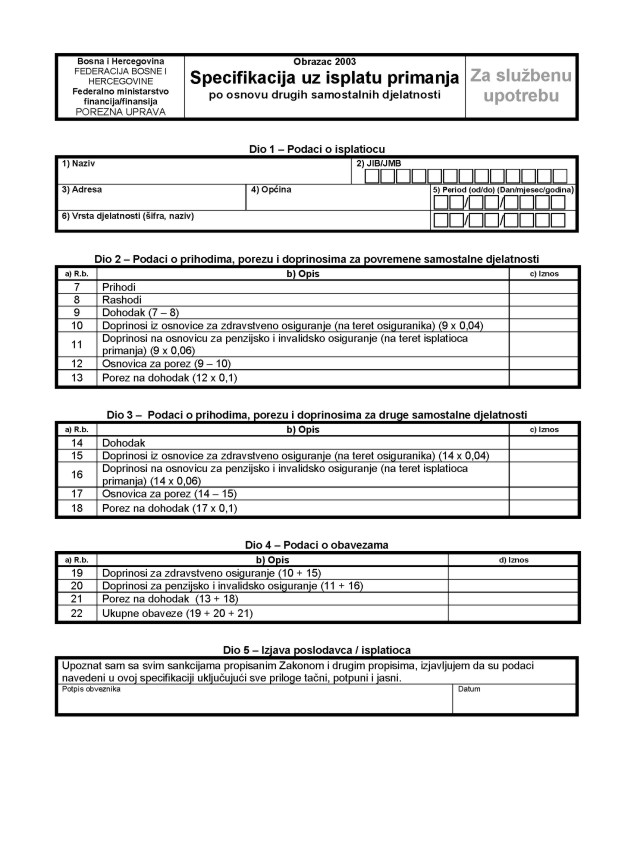 Bosna i Hercegovina
FEDERACIJA BOSNE I
HERCEGOVINE
Federalno ministarstvo
financija/finansija
POREZNA UPRAVA
Obrazac 2003
Specifikacija uz isplatu primanja
po osnovu drugih samostalnih djelatnosti
Za službenu
upotrebu
Dio 1 – Podaci o isplatiocu
1) Naziv
2) JIB/JMB
3) Adresa
4) Općina
5) Period (od/do) (Dan/mjesec/godina)
/ /
6) Vrsta djelatnosti (šifra, naziv)
/ /
Dio 2 – Podaci o prihodima, porezu i doprinosima za povremene samostalne djelatnosti
a) R.b. b) Opis c) Iznos
7 Prihodi
8 Rashodi
9 Dohodak (7 – 8)
10 Doprinosi iz osnovice za zdravstveno osiguranje (na teret osiguranika) (9 x 0,04)
11 Doprinosi na osnovicu za penzijsko i invalidsko osiguranje (na teret isplatioca
primanja) (9 x 0,06)
12 Osnovica za porez (9 – 10)
13 Porez na dohodak (12 x 0,1)
Dio 3 – Podaci o prihodima, porezu i doprinosima za druge samostalne djelatnosti
a) R.b. b) Opis c) Iznos
14 Dohodak
15 Doprinosi iz osnovice za zdravstveno osiguranje (na teret osiguranika) (14 x 0,04)
16 Doprinosi na osnovicu za penzijsko i invalidsko osiguranje (na teret isplatioca
primanja) (14 x 0,06)
17 Osnovica za porez (14 – 15)
18 Porez na dohodak (17 x 0,1)
Dio 4 – Podaci o obavezama
a) R.b. b) Opis d) Iznos
19 Doprinosi za zdravstveno osiguranje (10 + 15)
20 Doprinosi za penzijsko i invalidsko osiguranje (11 + 16)
21 Porez na dohodak (13 + 18)
22 Ukupne obaveze (19 + 20 + 21)
Dio 5 – Izjava poslodavca / isplatioca
Upoznat sam sa svim sankcijama propisanim Zakonom i drugim propisima, izjavljujem da su podaci
navedeni u ovoj specifikaciji uključujući sve priloge tačni, potpuni i jasni.
Potpis obveznika
Datum